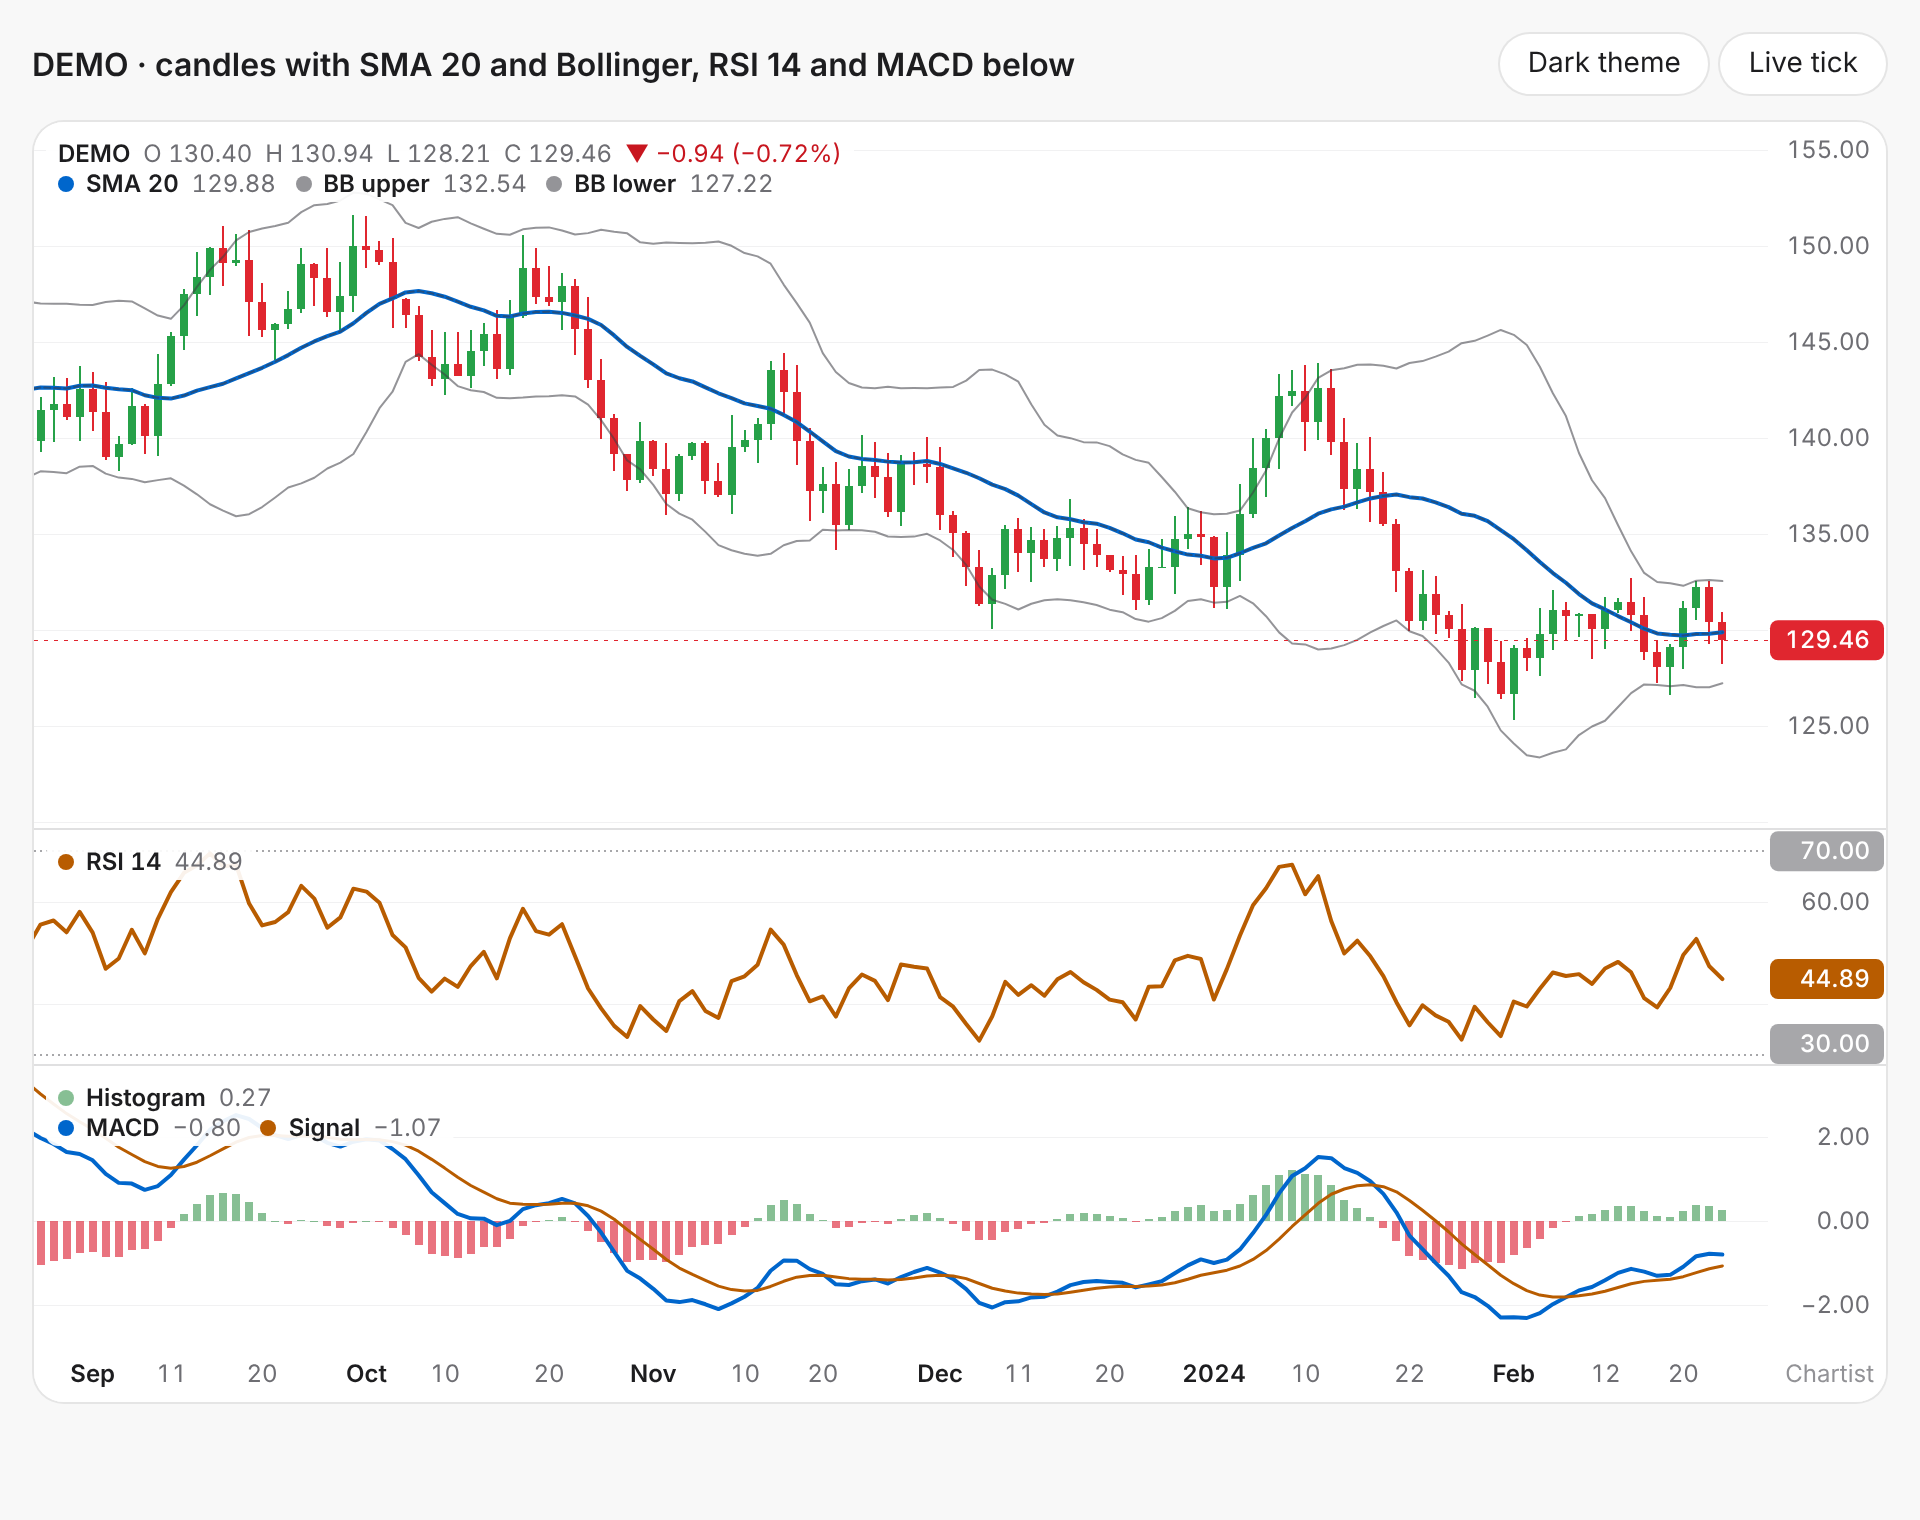 DEMO · candles with SMA 20 and Bollinger, RSI 14 and MACD below
Dark theme
Live tick
DEMO O 130.40 H 130.94 L 128.21 C 129.46 ▼ −0.94 (−0.72%)
SMA 20 129.88 BB upper 132.54 BB lower 127.22
155.00
150.00
145.00
140.00
135.00
129.46
125.00
RSI 14 44.89
70.00
60.00
44.89
30.00
Histogram 0.27
MACD −0.80 Signal −1.07
2.00
0.00
−2.00
Sep 11 20 Oct 10 20 Nov 10 20 Dec 11 20 2024 10 22 Feb 12 20
Chartist